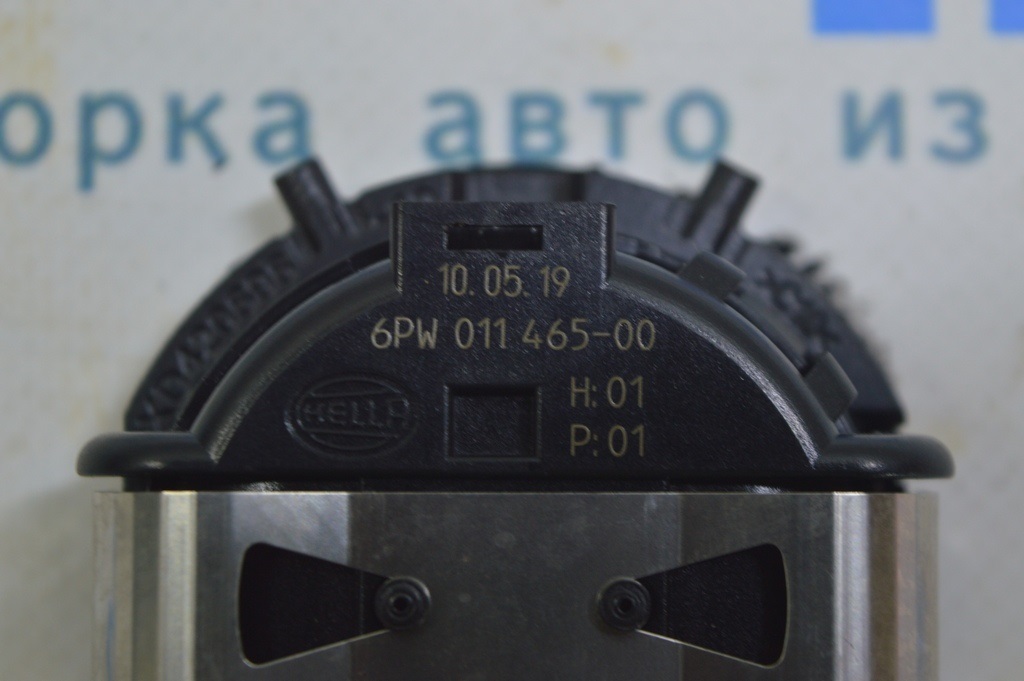 орка авто из
10.05.19
6PW 011 465-00
HELLA
H: 01
P: 01